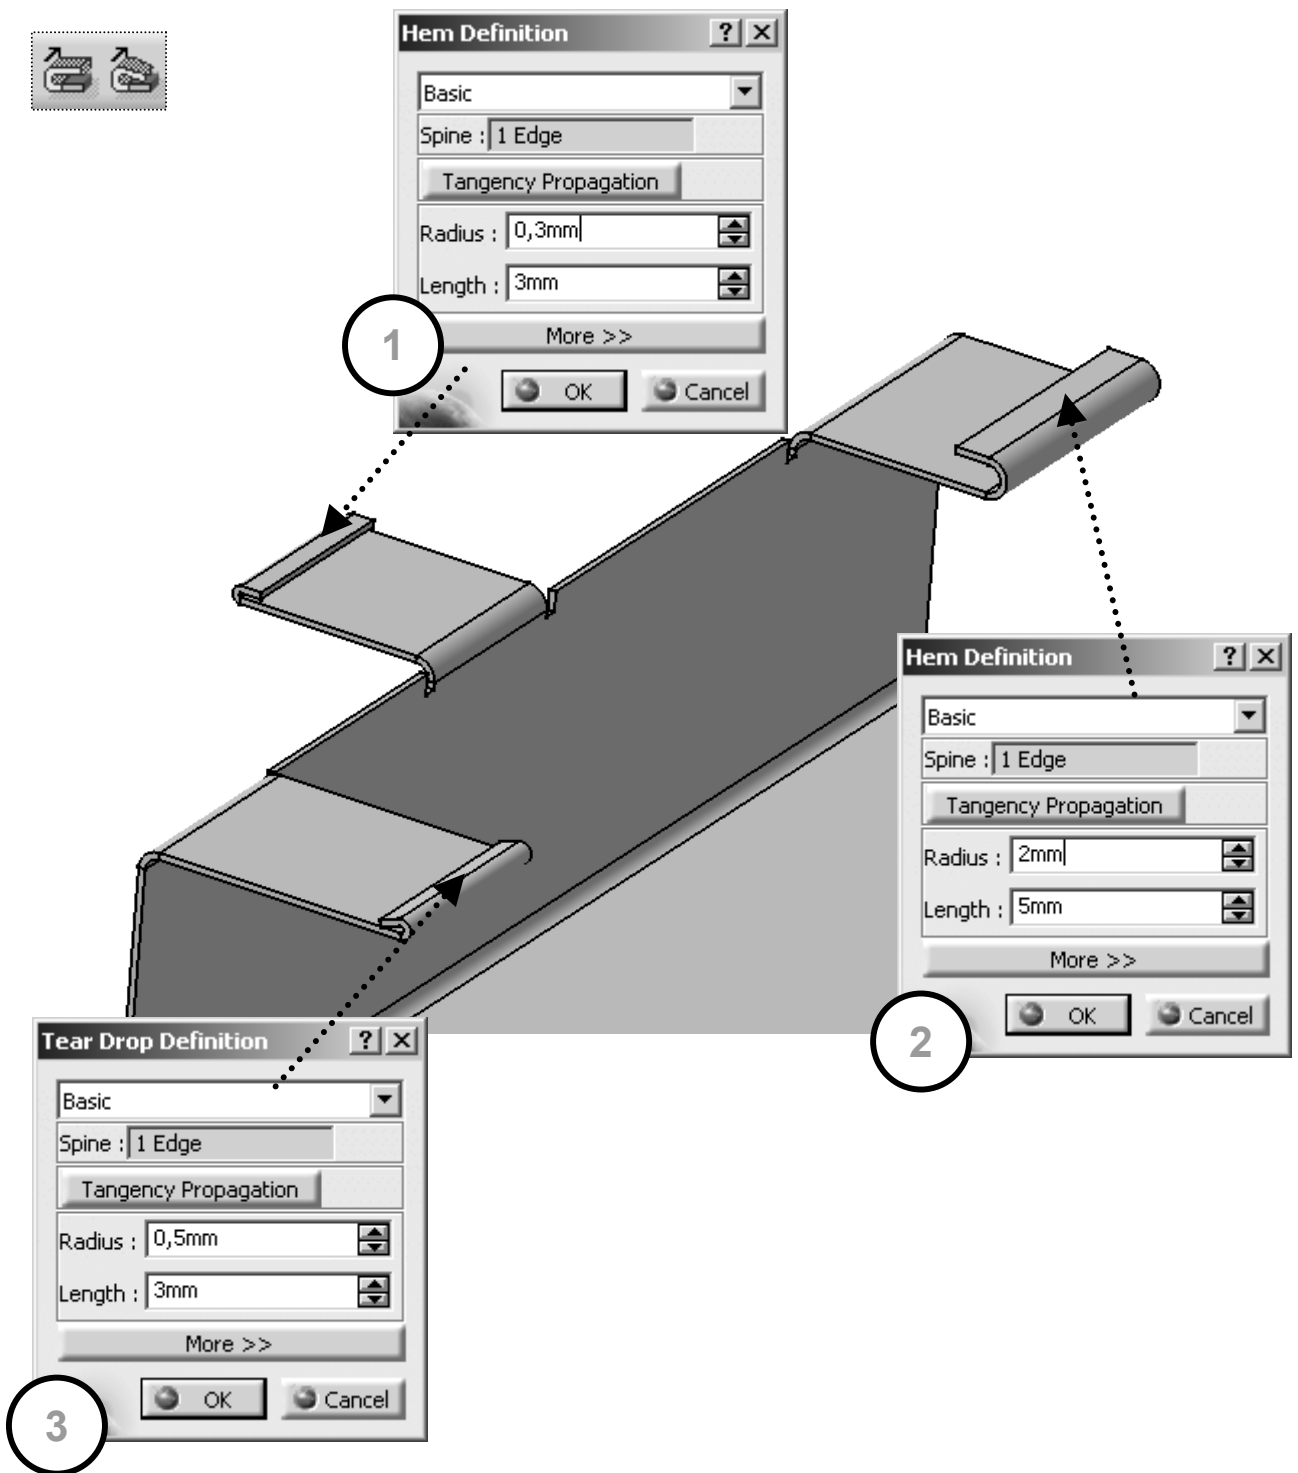 Hem Definition
?
Basic
Spine : 1 Edge
Tangency Propagation
Radius : 0,3mm
Length : 3mm
More >>
OK Cancel
1
Hem Definition
?
Basic
Spine : 1 Edge
Tangency Propagation
Radius : 2mm
Length : 5mm
More >>
OK Cancel
2
Tear Drop Definition
?
Basic
Spine : 1 Edge
Tangency Propagation
Radius : 0,5mm
Length : 3mm
More >>
OK Cancel
3